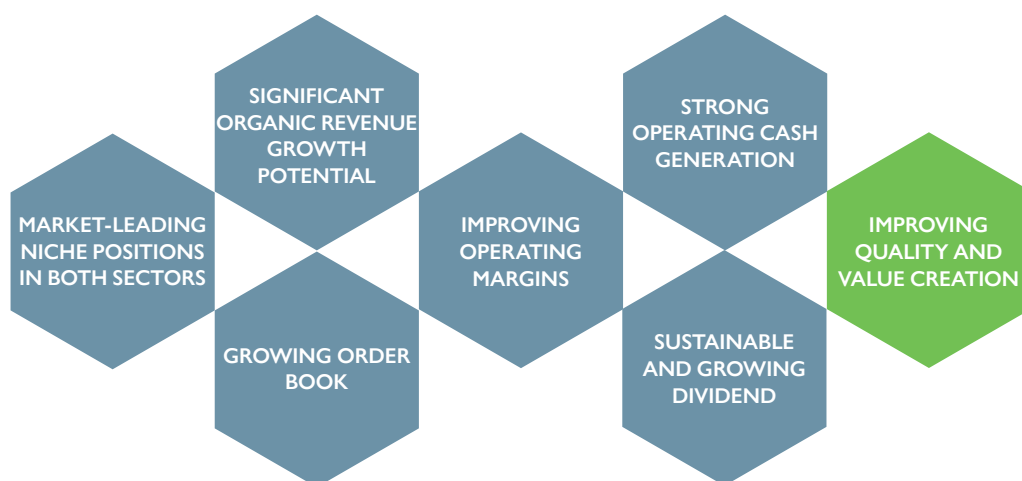 MARKET-LEADING
NICHE POSITIONS
IN BOTH SECTORS
SIGNIFICANT
ORGANIC REVENUE
GROWTH
POTENTIAL
GROWING ORDER
BOOK
IMPROVING
OPERATING
MARGINS
STRONG
OPERATING CASH
GENERATION
SUSTAINABLE
AND GROWING
DIVIDEND
IMPROVING
QUALITY AND
VALUE CREATION